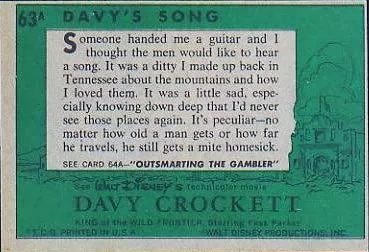 63A DAVY'S SONG
Someone handed me a guitar and I
thought the men would like to hear
a song. It was a ditty I made up back in
Tennessee about the mountains and how
I loved them. It was a little sad, espe-
cially knowing down deep that I'd never
see those places again. It's peculiar—no
matter how old a man gets or how far
he travels, he still gets a mite homesick.
SEE CARD 64A—"OUTSMARTING THE GAMBLER"
See Walt Disney's technicolor movie
DAVY CROCKETT
KING of the WILD FRONTIER, Starring Fess Parker
T.C.G. PRINTED IN U.S.A. WALT DISNEY PRODUCTIONS, INC.